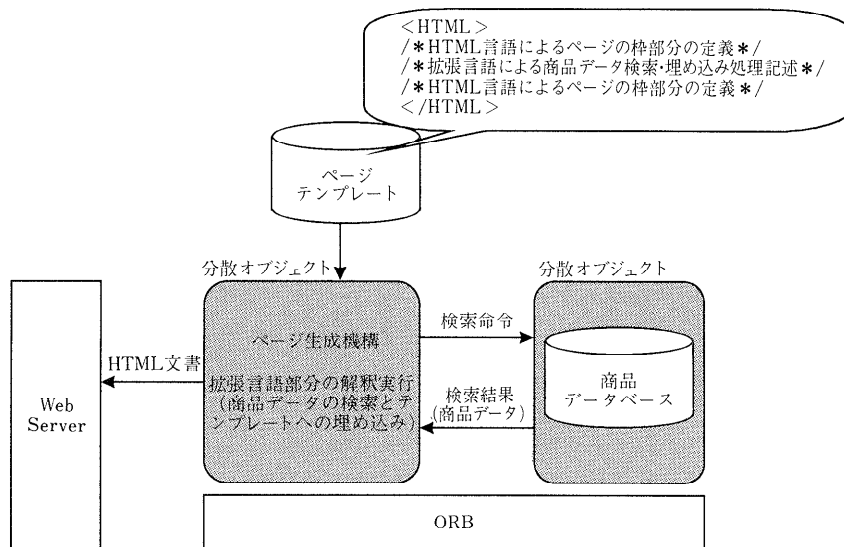 <HTML>
/＊HTML言語によるページの枠部分の定義＊/
/＊拡張言語による商品データ検索・埋め込み処理記述＊/
/＊HTML言語によるページの枠部分の定義＊/
</HTML>
ページ
テンプレート
分散オブジェクト
分散オブジェクト
ページ生成機構
検索命令
HTML文書
拡張言語部分の解釈実行
(商品データの検索とテ
ンプレートへの埋め込み)
検索結果
(商品データ)
商品
データベース
Web
Server
ORB